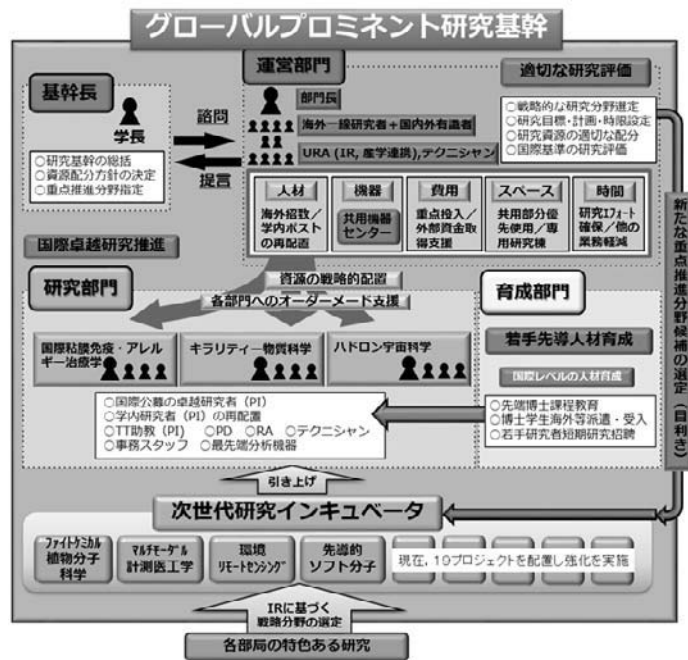 グローバルプロミネント研究基幹
運営部門
適切な研究評価
基幹長
学長
○研究基幹の総括
○資源配分方針の決定
○重点推進分野指定
諮問
提言
部門長
海外一線研究者+国内外有識者
URA (IR, 産学連携),テクニシャン
○戦略的な研究分野選定
○研究目標・計画・時限設定
○研究資源の適切な配分
○国際基準の研究評価
人材
海外招数/
学内ポスト
の再配置
機器
共用機器
センター
費用
重点投入/
外部資金取
得支援
スペース
共用部分優
先使用/専
用研究棟
時間
研究エフォート
確保/他の
業務軽減
国際卓越研究推進
資源の戦略的配置
各部門へのオーダーメード支援
研究部門
国際粘膜免疫・アレル
ギー治療学
キラリティー物質科学
ハドロン宇宙科学
○国際公募の卓越研究者(PI)
○学内研究者(PI)の再配置
○TT助教(PI) ○PD ○RA ○テクニシャン
○事務スタッフ ○最先端分析機器
育成部門
若手先導人材育成
国際レベルの人材育成
○先端博士課程教育
○博士学生海外等派遣・受入
○若手研究者短期研究招聘
新たな重点推進分野候補の選定(目利き)
引き上げ
次世代研究インキュベータ
ファイトケミカル
植物分子
科学
マルチモーダル
計測医工学
環境
リモートセンシング
先導的
ソフト分子
現在,10プロジェクトを配置し強化を実施
IRに基づく
戦略分野の選定
各部局の特色ある研究